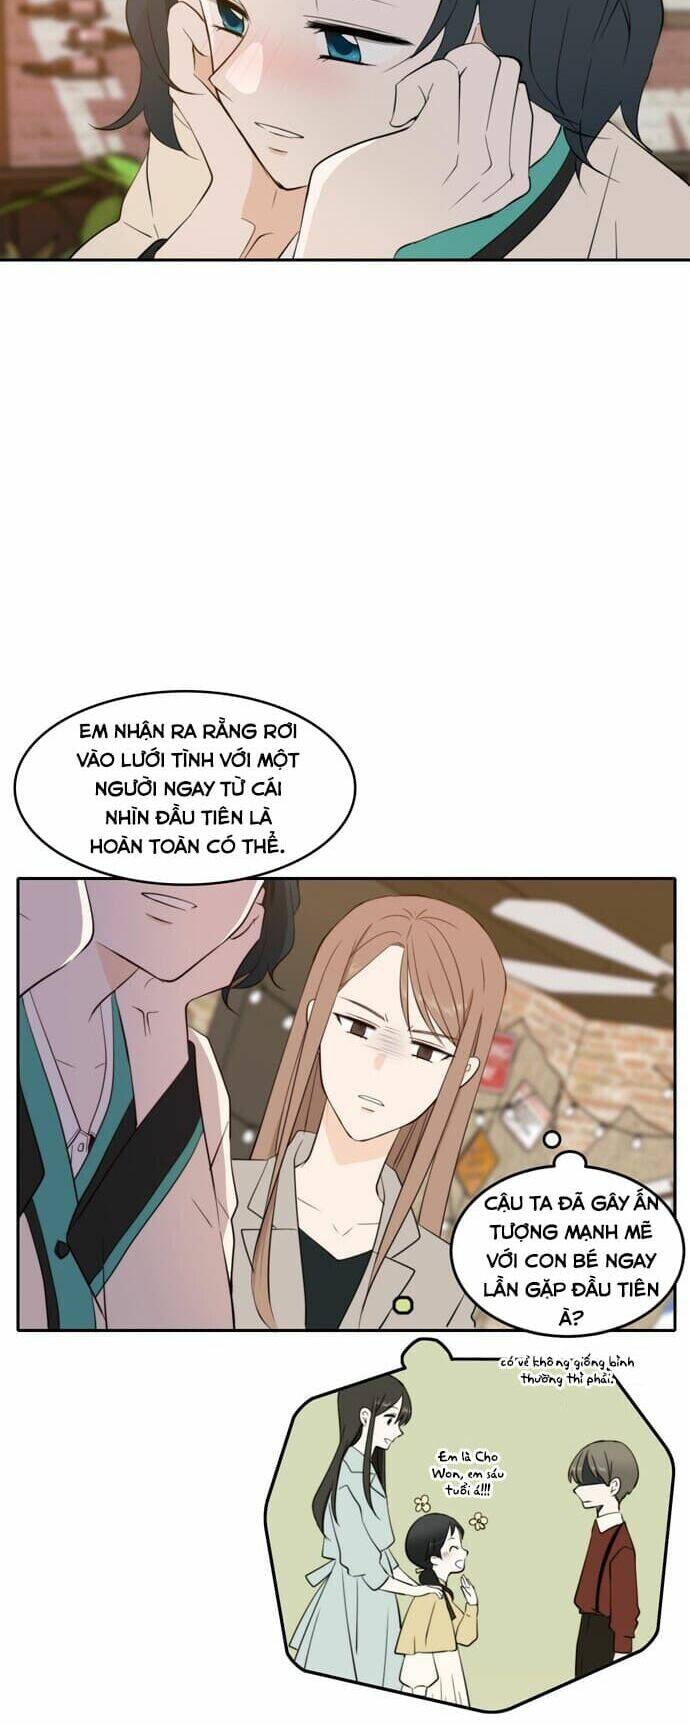 EM NHẬN RA RẰNG RƠI
VÀO LƯỚI TÌNH VỚI MỘT
NGƯỜI NGAY TỪ CÁI
NHÌN ĐẦU TIÊN LÀ
HOÀN TOÀN CÓ THỂ.
CẬU TA ĐÃ GÂY ẤN
TƯỢNG MẠNH MẼ
VỚI CON BÉ NGAY
LẦN GẶP ĐẦU TIÊN
À?
có vẻ không giống bình
thường thì phải.
Em là Cho
Won, em sáu
tuổi á!!!